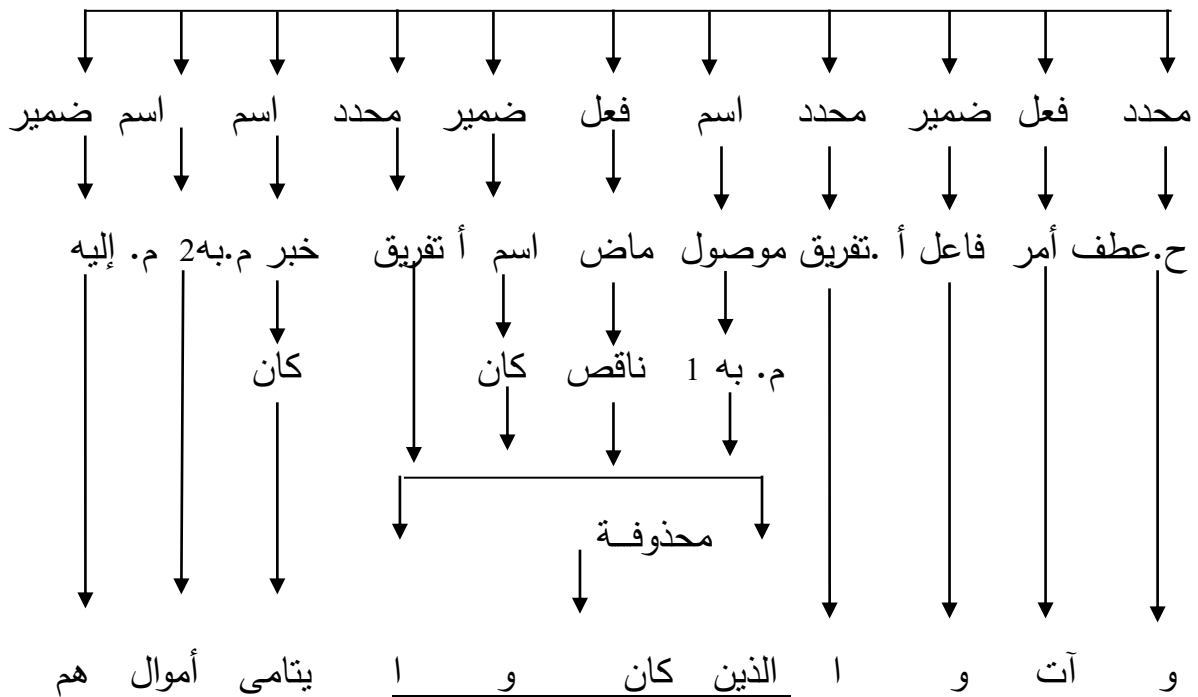 محدد فعل ضمير محدد اسم فعل ضمير محدد اسم اسم ضمير
ح.عطف أمر فاعل أ .تفريق موصول ماض اسم أ تفريق خبر م.به2 م. إليه
م. به 1 ناقص كان كان
محذوفــة
و آت و ا الذين كان و ا يتامى أموال هم